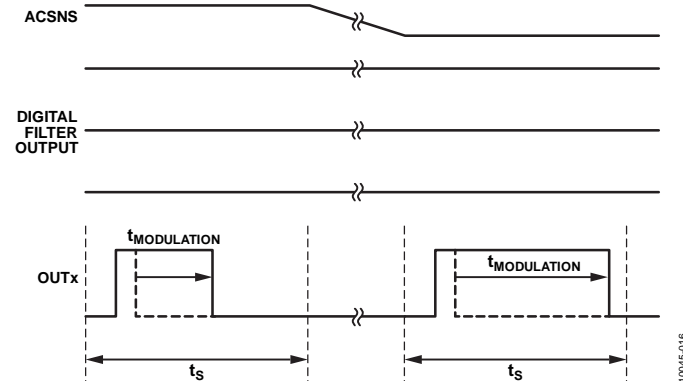 ACSNS
DIGITAL
FILTER
OUTPUT
tMODULATION
tMODULATION
OUTx
tS
tS
10045-016